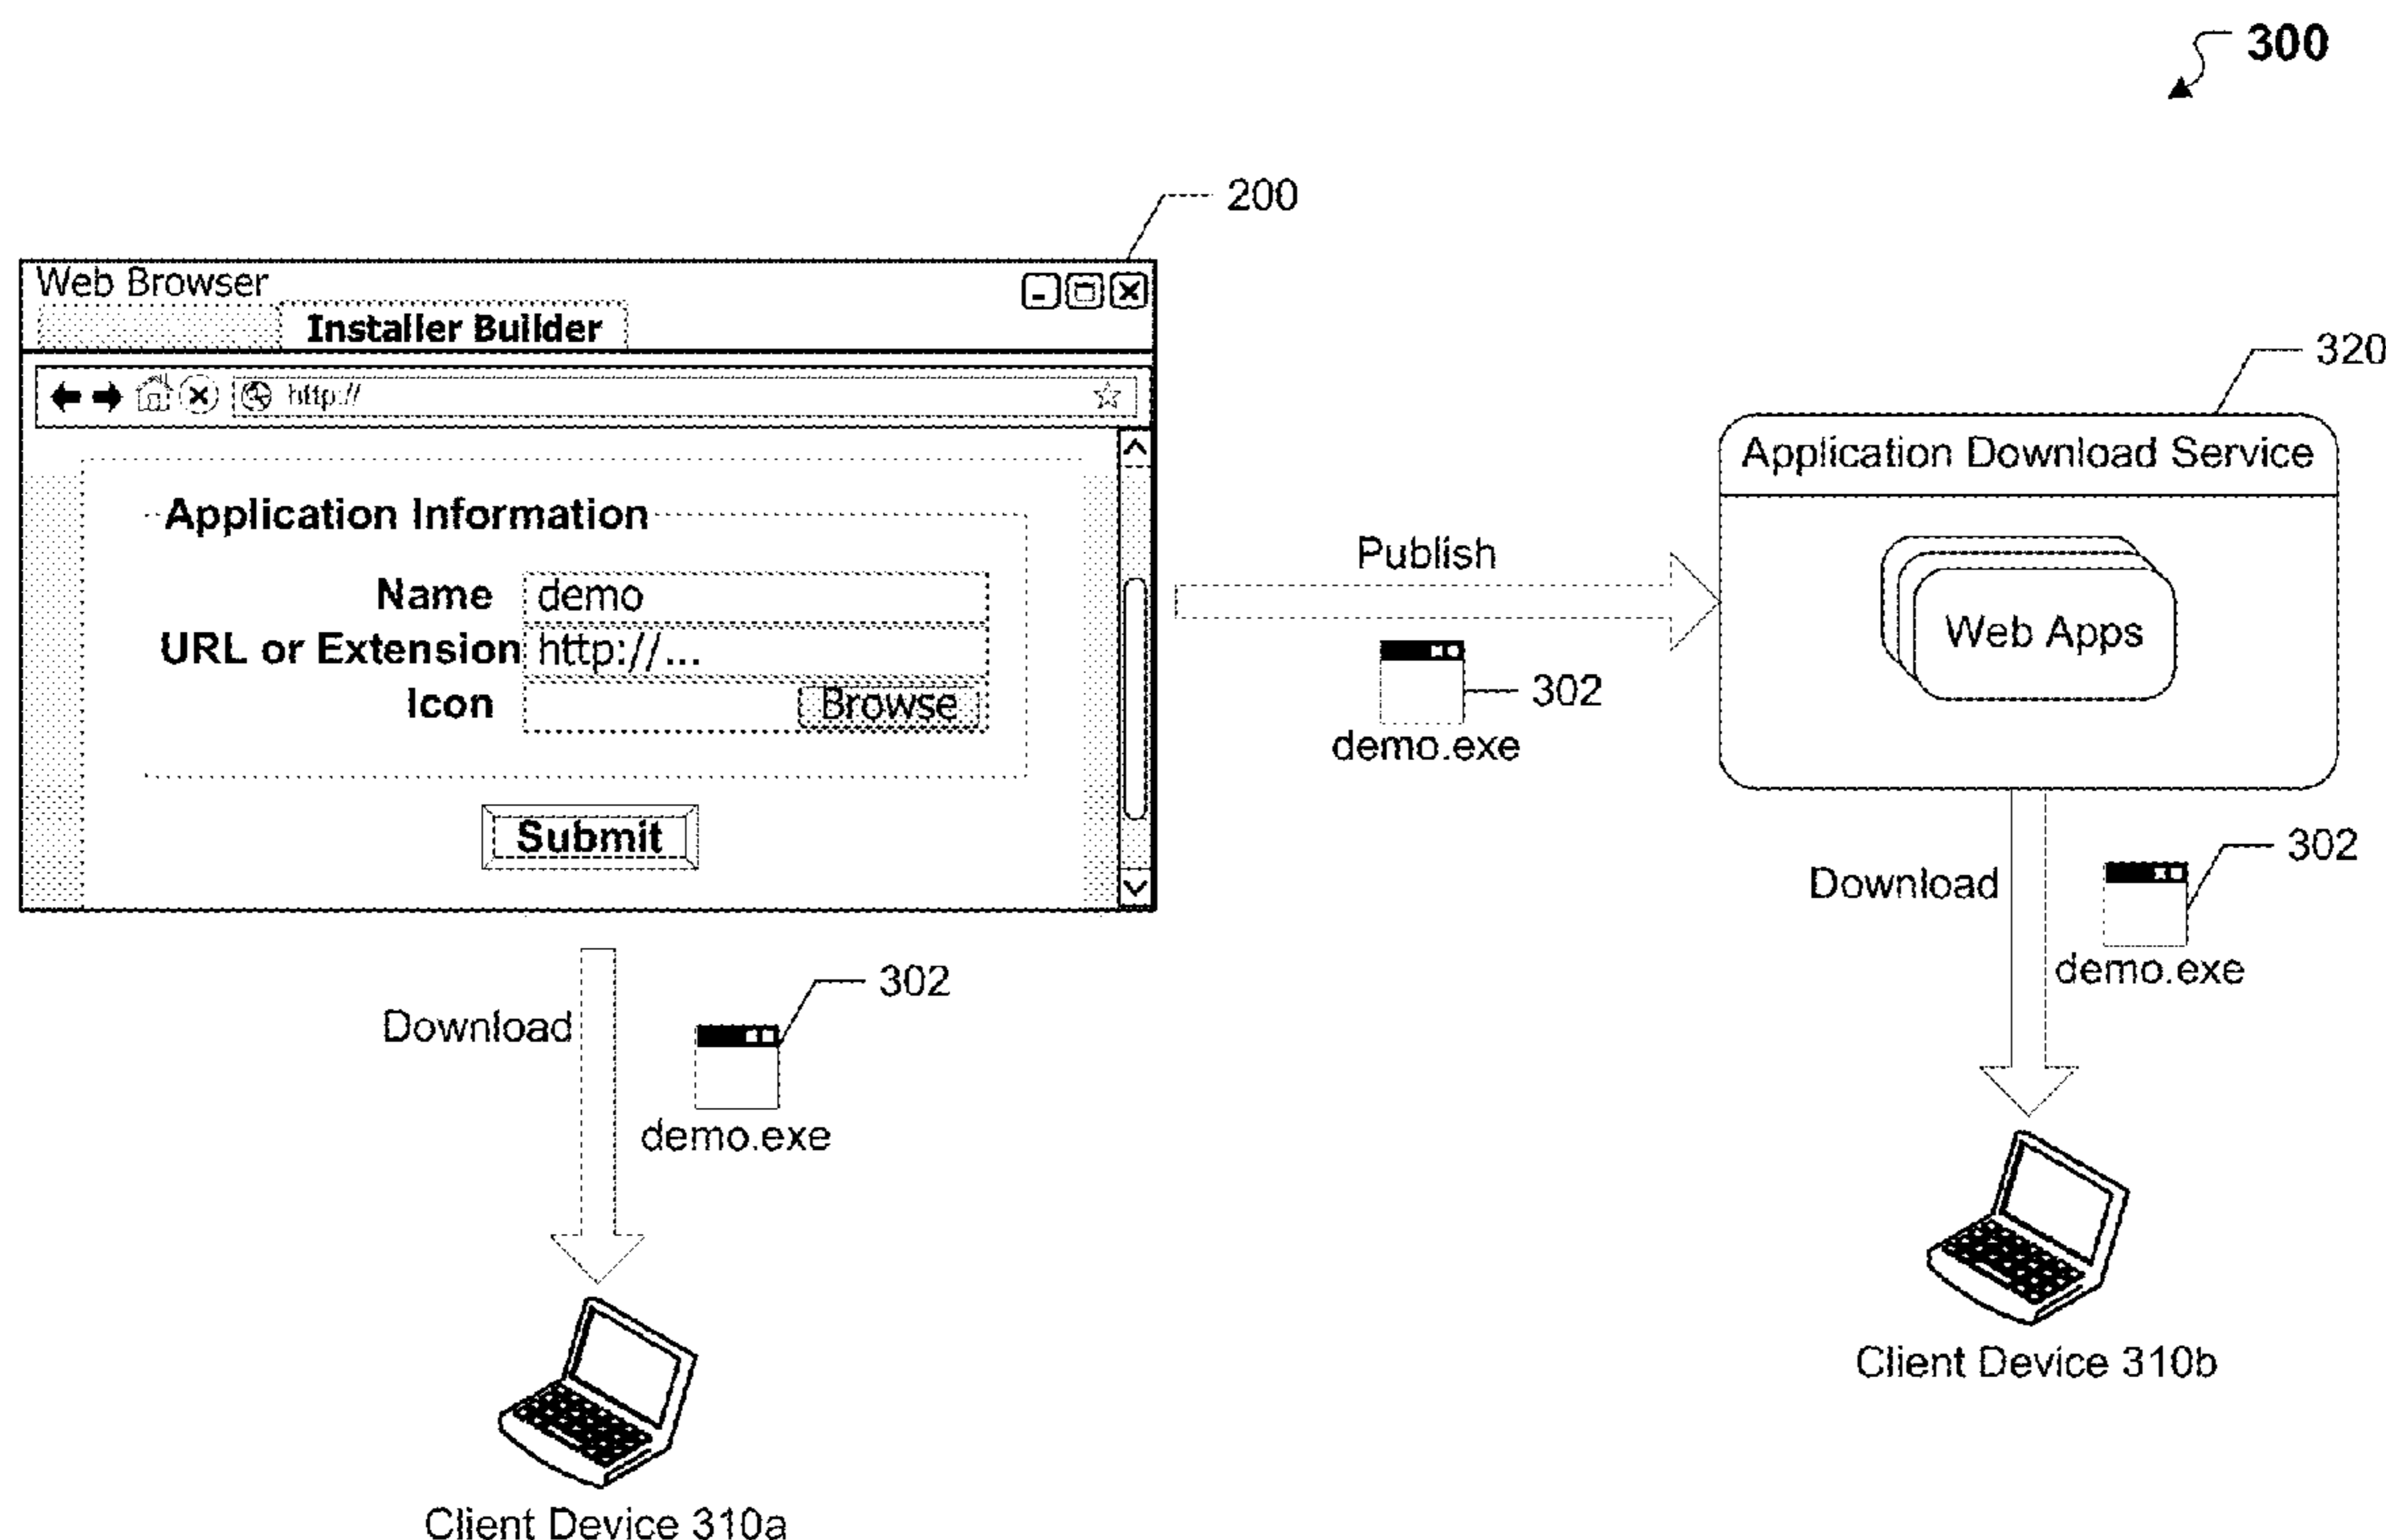 300
200
Web Browser
Installer Builder
http://
320
Application Download Service
Application Information
Publish
Name demo
Web Apps
URL or Extension http://...
302
Icon Browse
demo.exe
Submit
302
Download
demo.exe
302
Download
demo.exe
Client Device 310b
Client Device 310a